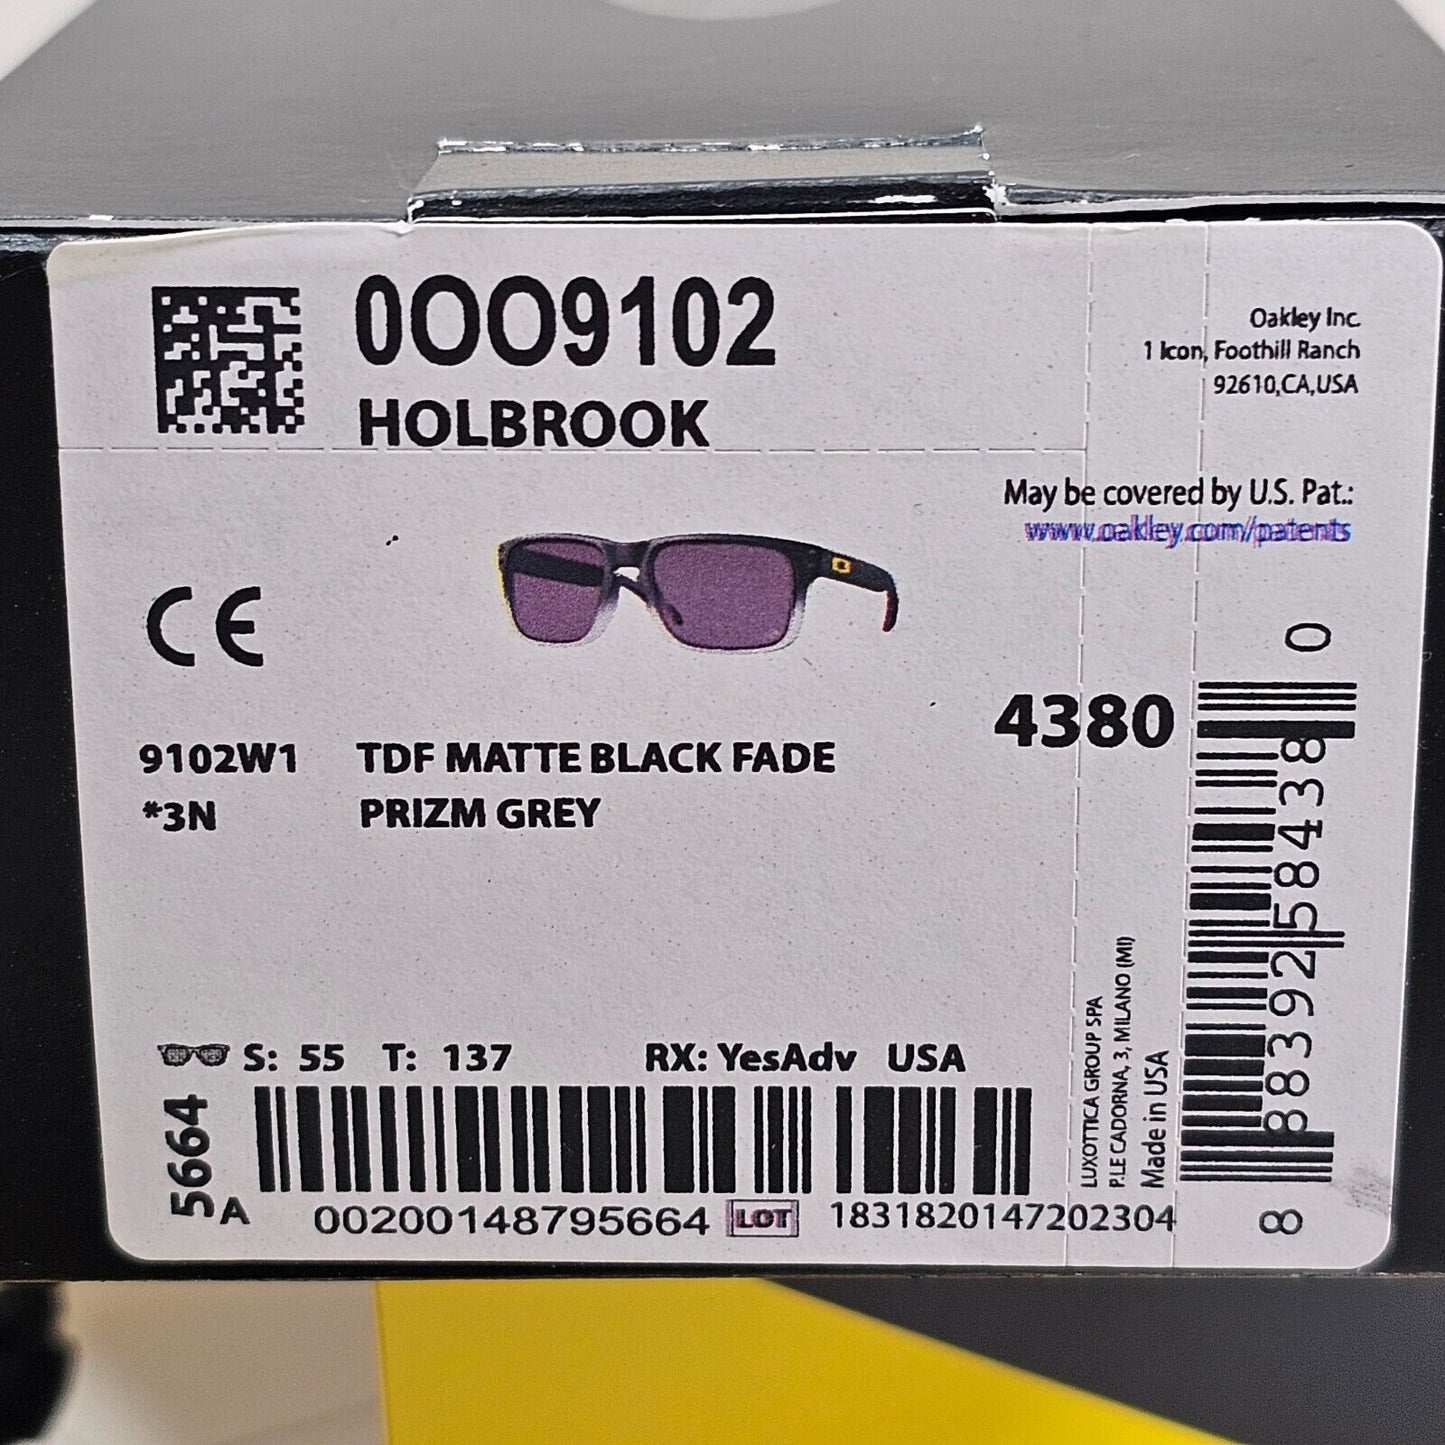 0OO9102
HOLBROOK
Oakley Inc.
1 Icon, Foothill Ranch
92610,CA,USA
May be covered by U.S. Pat.:
www.oakley.com/patents
CE
9102W1 TDF MATTE BLACK FADE
*3N PRIZM GREY
4380
S: 55 T: 137 RX: YesAdv USA
5664
A
00200148795664 LOT 1831820147202304
LUXOTTICA GROUP SPA
P.LE CADORNA, 3, MILANO (MI)
Made in USA
8 88392 58438 0